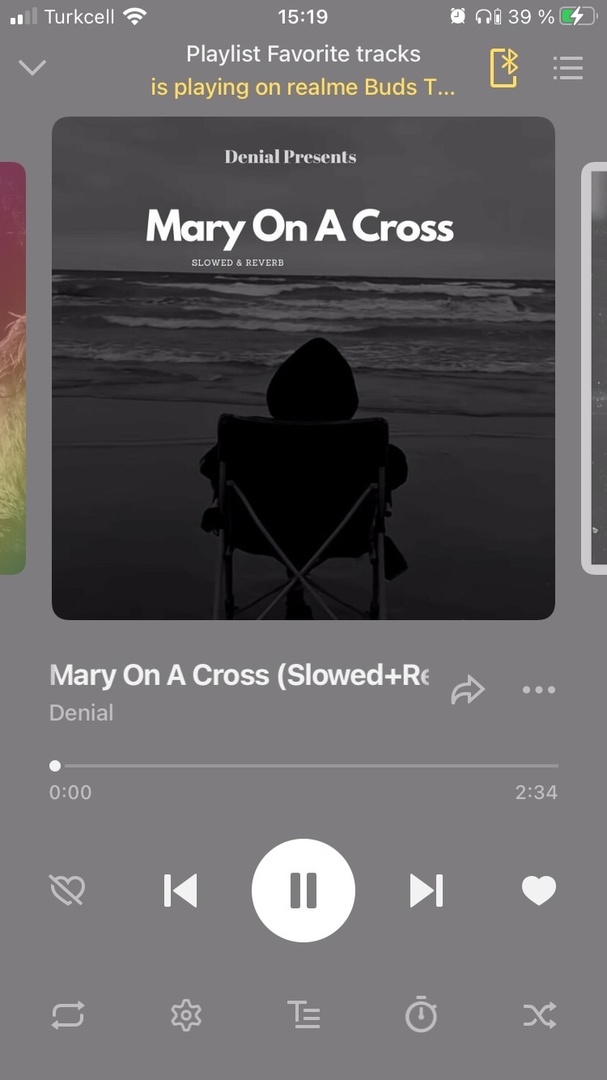 Turkcell 15:19 39 %
Playlist Favorite tracks
is playing on realme Buds T...
Denial Presents
Mary On A Cross
SLOWED & REVERB
Mary On A Cross (Slowed+Re
Denial
0:00 2:34